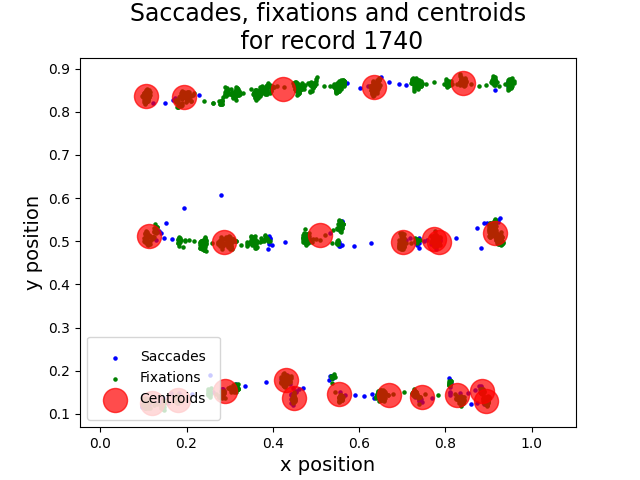 Saccades, fixations and centroids
for record 1740
0.9
0.8
0.7
0.6
0.5
0.4
0.3
0.2
0.1
y position
Saccades
Fixations
Centroids
0.0 0.2 0.4 0.6 0.8 1.0
x position